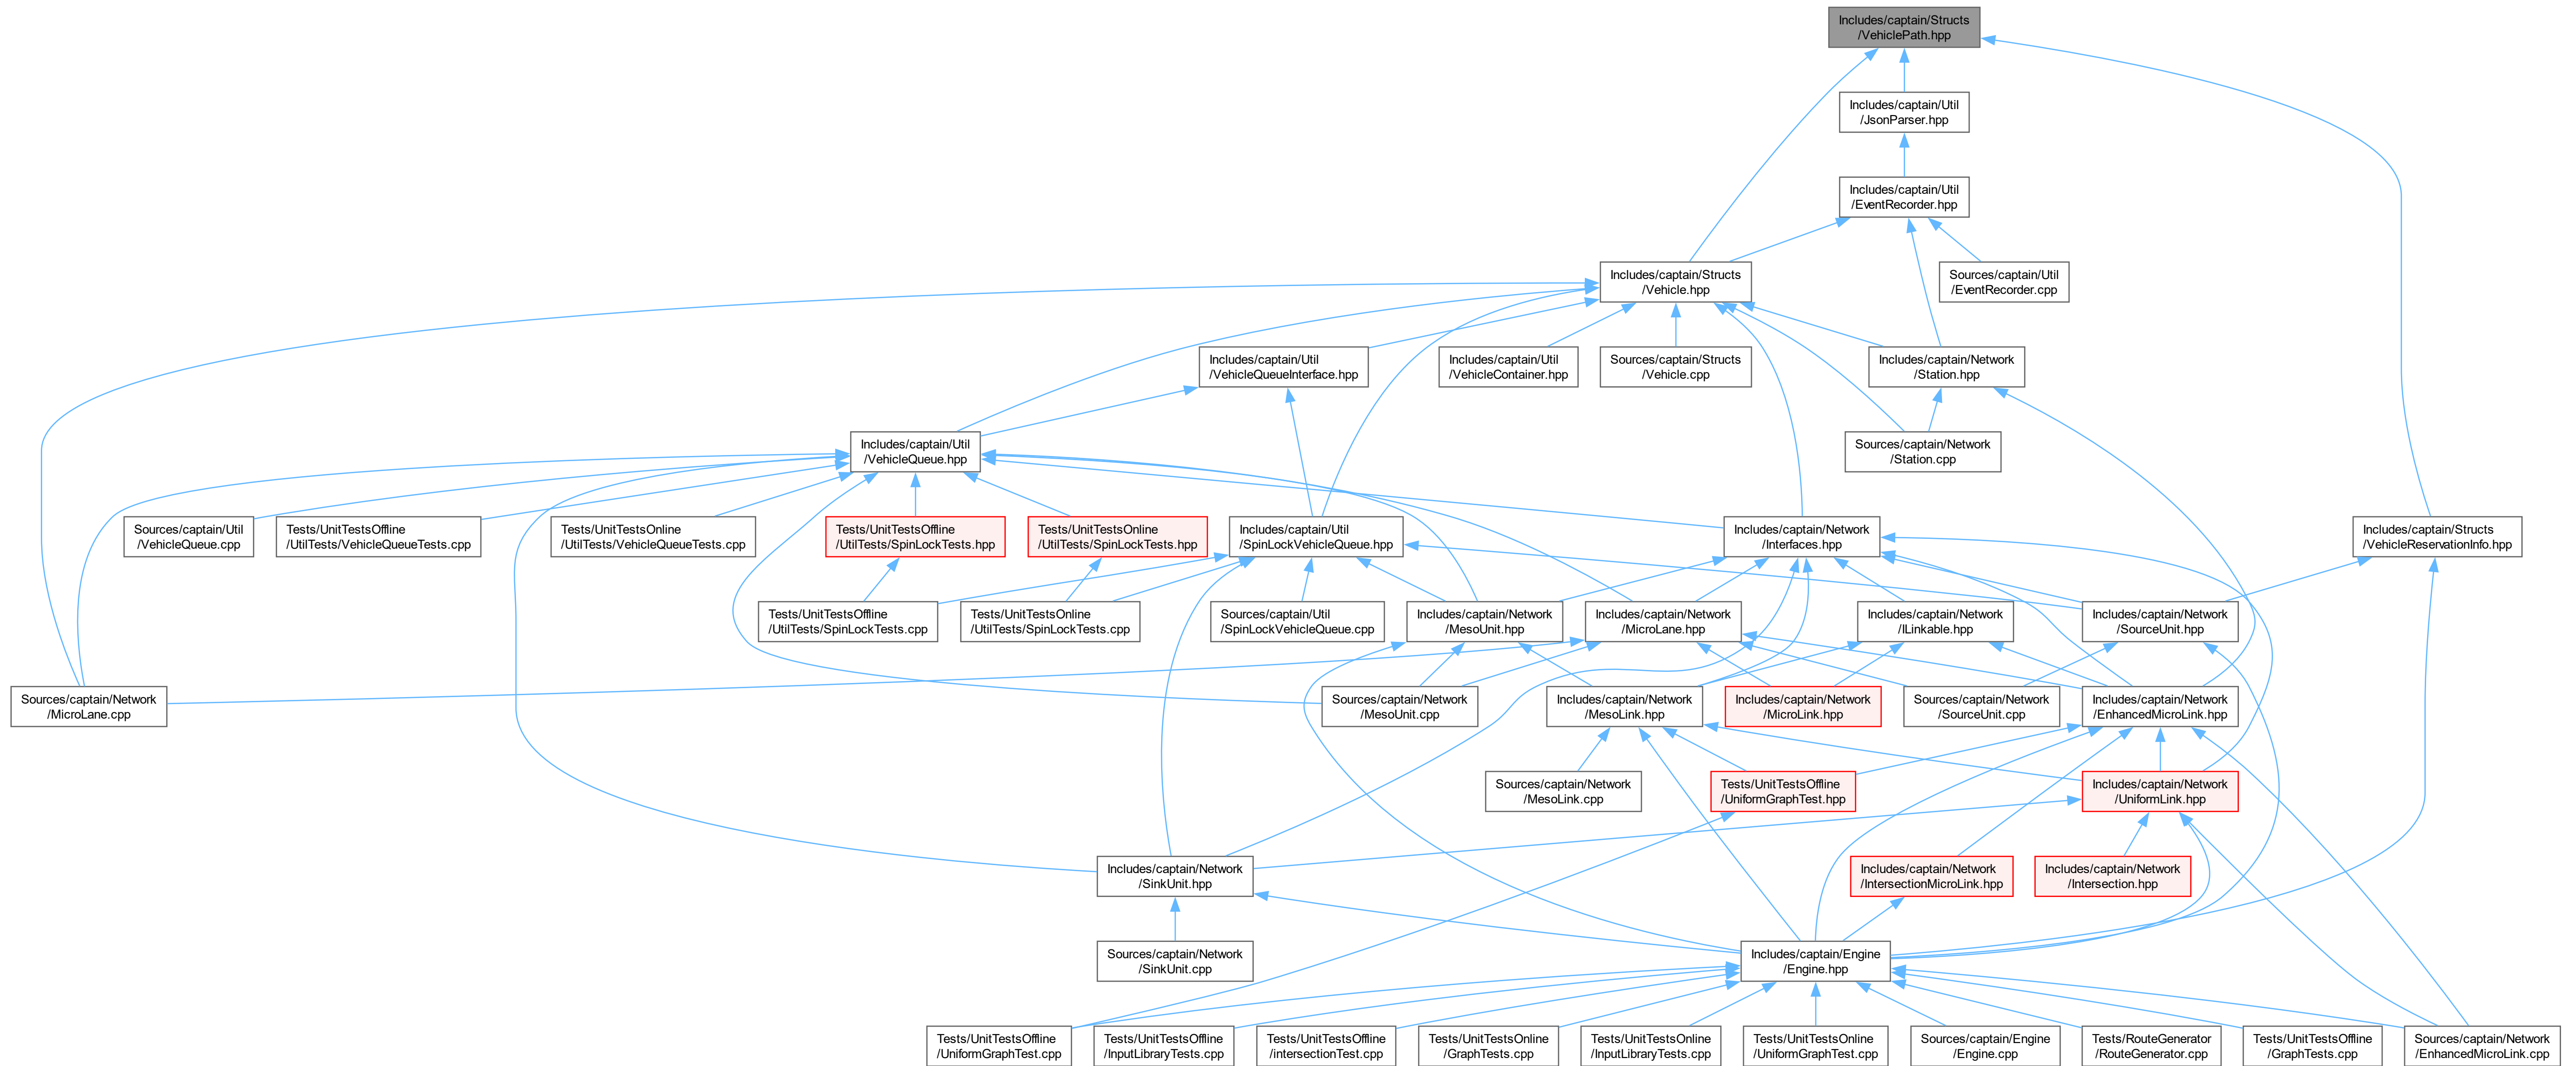 Includes/captain/Structs
/VehiclePath.hpp
Includes/captain/Util
/JsonParser.hpp
Includes/captain/Util
/EventRecorder.hpp
Includes/captain/Structs
/Vehicle.hpp
Sources/captain/Util
/EventRecorder.cpp
Includes/captain/Util
/VehicleQueueInterface.hpp
Includes/captain/Util
/VehicleContainer.hpp
Sources/captain/Structs
/Vehicle.cpp
Includes/captain/Network
/Station.hpp
Includes/captain/Util
/VehicleQueue.hpp
Sources/captain/Network
/Station.cpp
Sources/captain/Util
/VehicleQueue.cpp
Tests/UnitTestsOffline
/UtilTests/VehicleQueueTests.cpp
Tests/UnitTestsOnline
/UtilTests/VehicleQueueTests.cpp
Tests/UnitTestsOffline
/UtilTests/SpinLockTests.hpp
Tests/UnitTestsOnline
/UtilTests/SpinLockTests.hpp
Includes/captain/Util
/SpinLockVehicleQueue.hpp
Includes/captain/Network
/Interfaces.hpp
Includes/captain/Structs
/VehicleReservationInfo.hpp
Tests/UnitTestsOffline
/UtilTests/SpinLockTests.cpp
Tests/UnitTestsOnline
/UtilTests/SpinLockTests.cpp
Sources/captain/Util
/SpinLockVehicleQueue.cpp
Includes/captain/Network
/MesoUnit.hpp
Includes/captain/Network
/MicroLane.hpp
Includes/captain/Network
/ILinkable.hpp
Includes/captain/Network
/SourceUnit.hpp
Sources/captain/Network
/MicroLane.cpp
Sources/captain/Network
/MesoUnit.cpp
Includes/captain/Network
/MesoLink.hpp
Includes/captain/Network
/MicroLink.hpp
Sources/captain/Network
/SourceUnit.cpp
Includes/captain/Network
/EnhancedMicroLink.hpp
Sources/captain/Network
/MesoLink.cpp
Tests/UnitTestsOffline
/UniformGraphTest.hpp
Includes/captain/Network
/UniformLink.hpp
Includes/captain/Network
/SinkUnit.hpp
Includes/captain/Network
/IntersectionMicroLink.hpp
Includes/captain/Network
/Intersection.hpp
Sources/captain/Network
/SinkUnit.cpp
Includes/captain/Engine
/Engine.hpp
Tests/UnitTestsOffline
/UniformGraphTest.cpp
Tests/UnitTestsOffline
/InputLibraryTests.cpp
Tests/UnitTestsOffline
/intersectionTest.cpp
Tests/UnitTestsOnline
/GraphTests.cpp
Tests/UnitTestsOnline
/InputLibraryTests.cpp
Tests/UnitTestsOnline
/UniformGraphTest.cpp
Sources/captain/Engine
/Engine.cpp
Tests/RouteGenerator
/RouteGenerator.cpp
Tests/UnitTestsOffline
/GraphTests.cpp
Sources/captain/Network
/EnhancedMicroLink.cpp